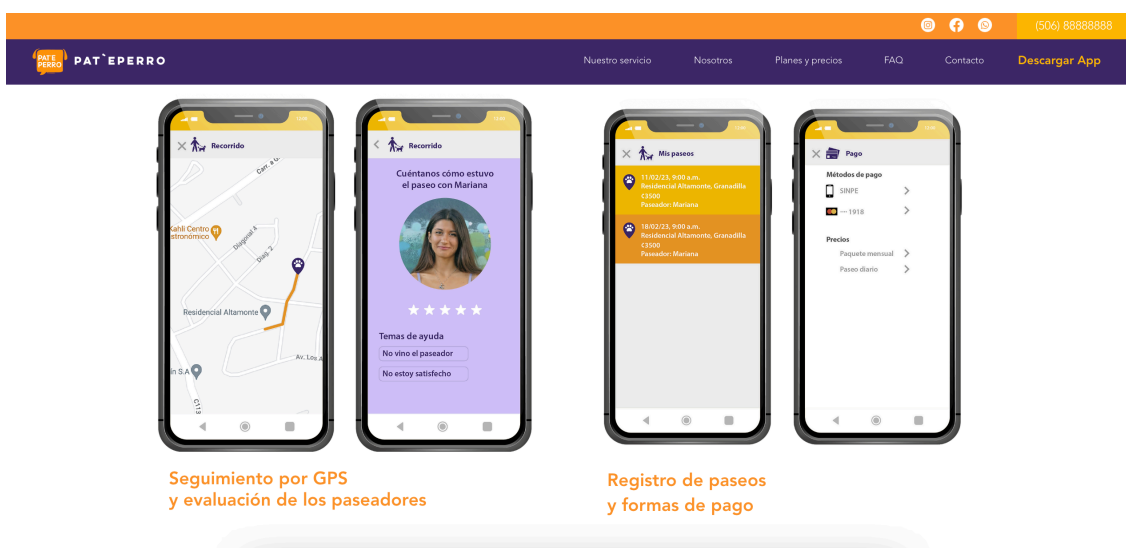 (506) 88888888
PAT´E
PERRO
PAT`EPERRO
Nuestro servicio
Nosotros
Planes y precios
FAQ
Contacto
Descargar App
Recorrido
Carr. a G
Kahli Centro
Diagonal 4
Diag. 2
Residencial Altamonte
Av. Los A
ín S.A
C113
Recorrido
Cuéntanos cómo estuvo
el paseo con Mariana
Temas de ayuda
No vino el paseador
No estoy satisfecho
Seguimiento por GPS
y evaluación de los paseadores
Mis paseos
11/02/23, 9:00 a.m.
Residencial Altamonte, Granadilla
₡3500
Paseador: Mariana
18/02/23, 9:00 a.m.
Residencial Altamonte, Granadilla
₡3500
Paseador: Mariana
Pago
Métodos de pago
SINPE
1918
Precios
Paquete mensual
Paseo diario
Registro de paseos
y formas de pago